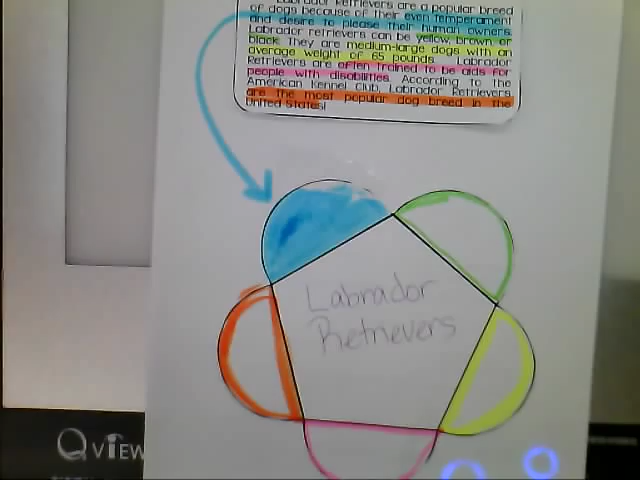 Labrador Retrievers are a popular breed
of dogs because of their even temperament
and desire to please their human owners.
Labrador retrievers can be yellow, brown or
black. They are medium-large dogs with an
average weight of 65 pounds. Labrador
Retrievers are often trained to be aids for
people with disabilities. According to the
American Kennel Club, Labrador Retrievers
are the most popular dog breed in the
United States!
Labrador
Retrievers
QVIEW